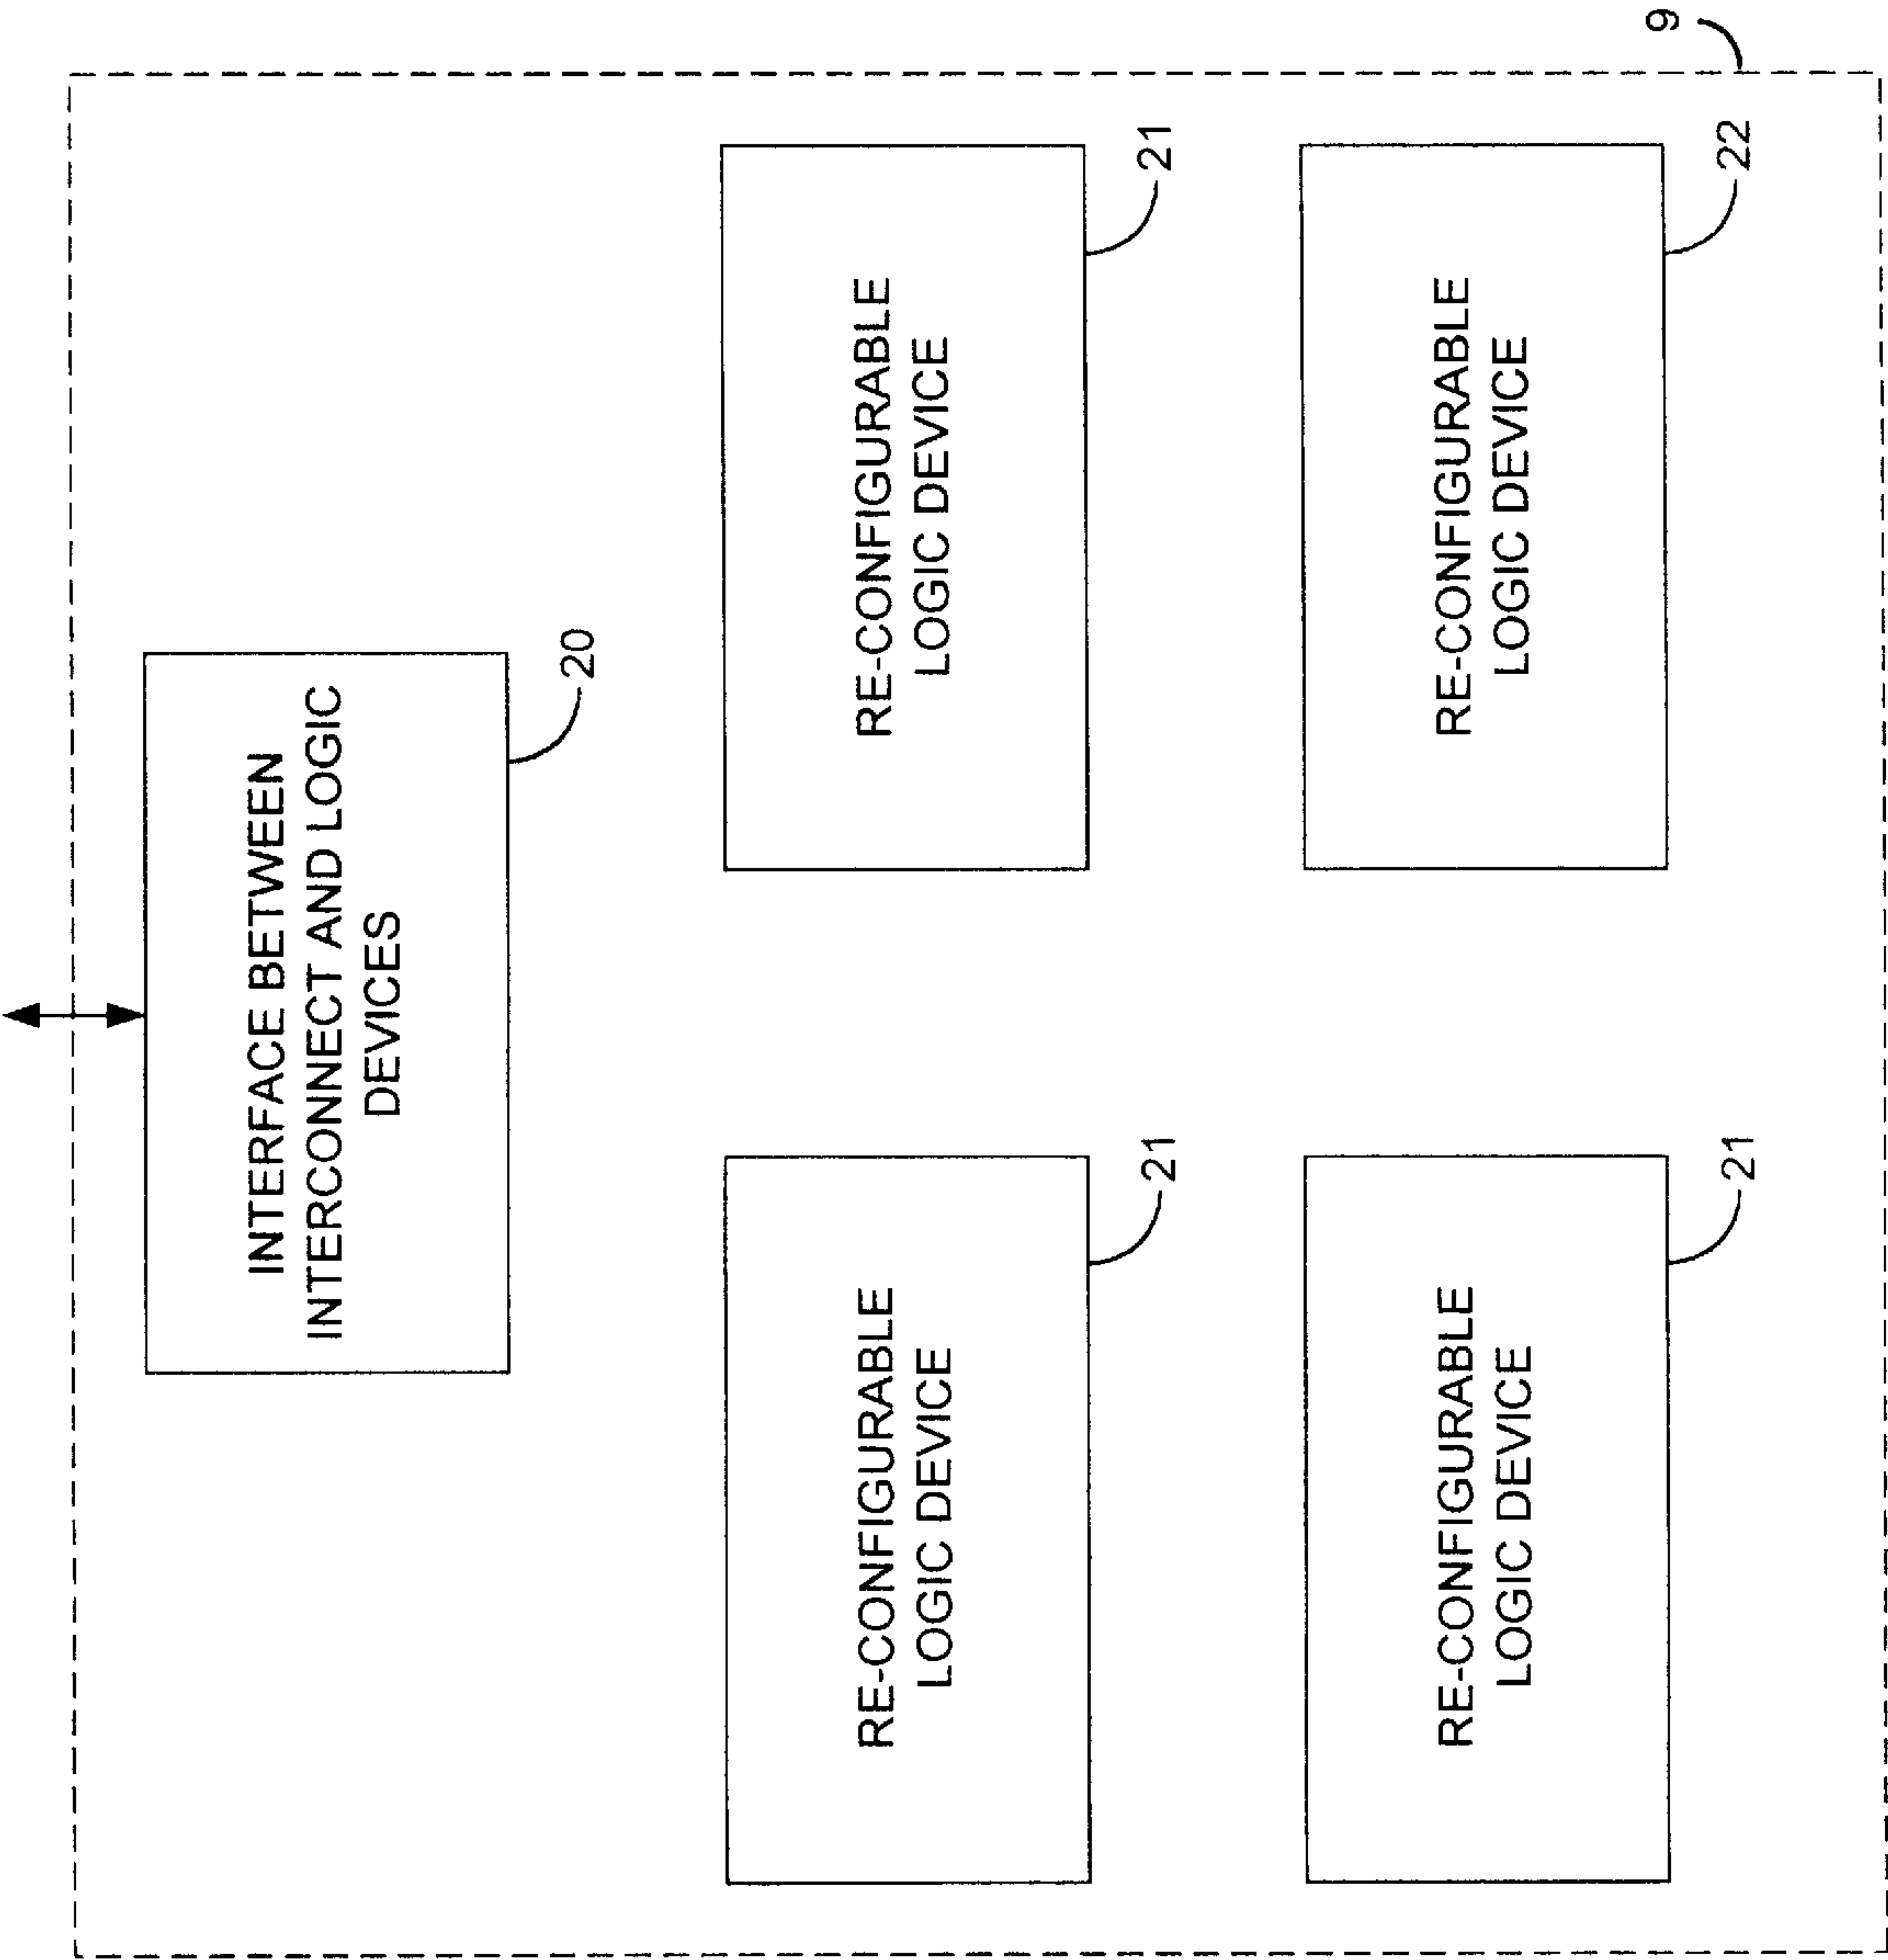 INTERFACE BETWEEN
INTERCONNECT AND LOGIC
DEVICES
20
RE-CONFIGURABLE
LOGIC DEVICE
21
RE-CONFIGURABLE
LOGIC DEVICE
21
RE-CONFIGURABLE
LOGIC DEVICE
21
RE-CONFIGURABLE
LOGIC DEVICE
22
9